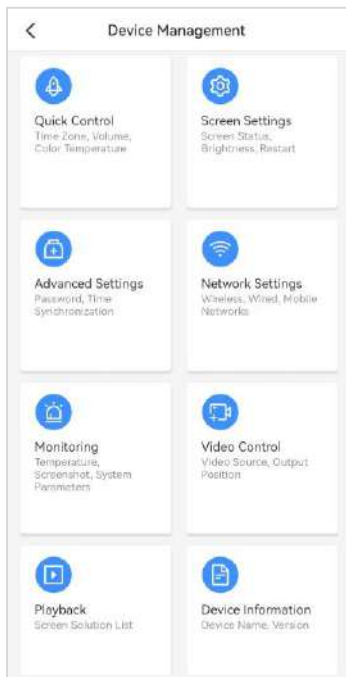 Device Management
Quick Control
Time Zone, Volume,
Color Temperature
Screen Settings
Screen Status,
Brightness, Restart
Advanced Settings
Password, Time
Synchronization
Network Settings
Wireless, Wired, Mobile
Networks
Monitoring
Temperature,
Screenshot, System
Parameters
Video Control
Video Source, Output
Position
Playback
Screen Solution List
Device Information
Device Name, Version